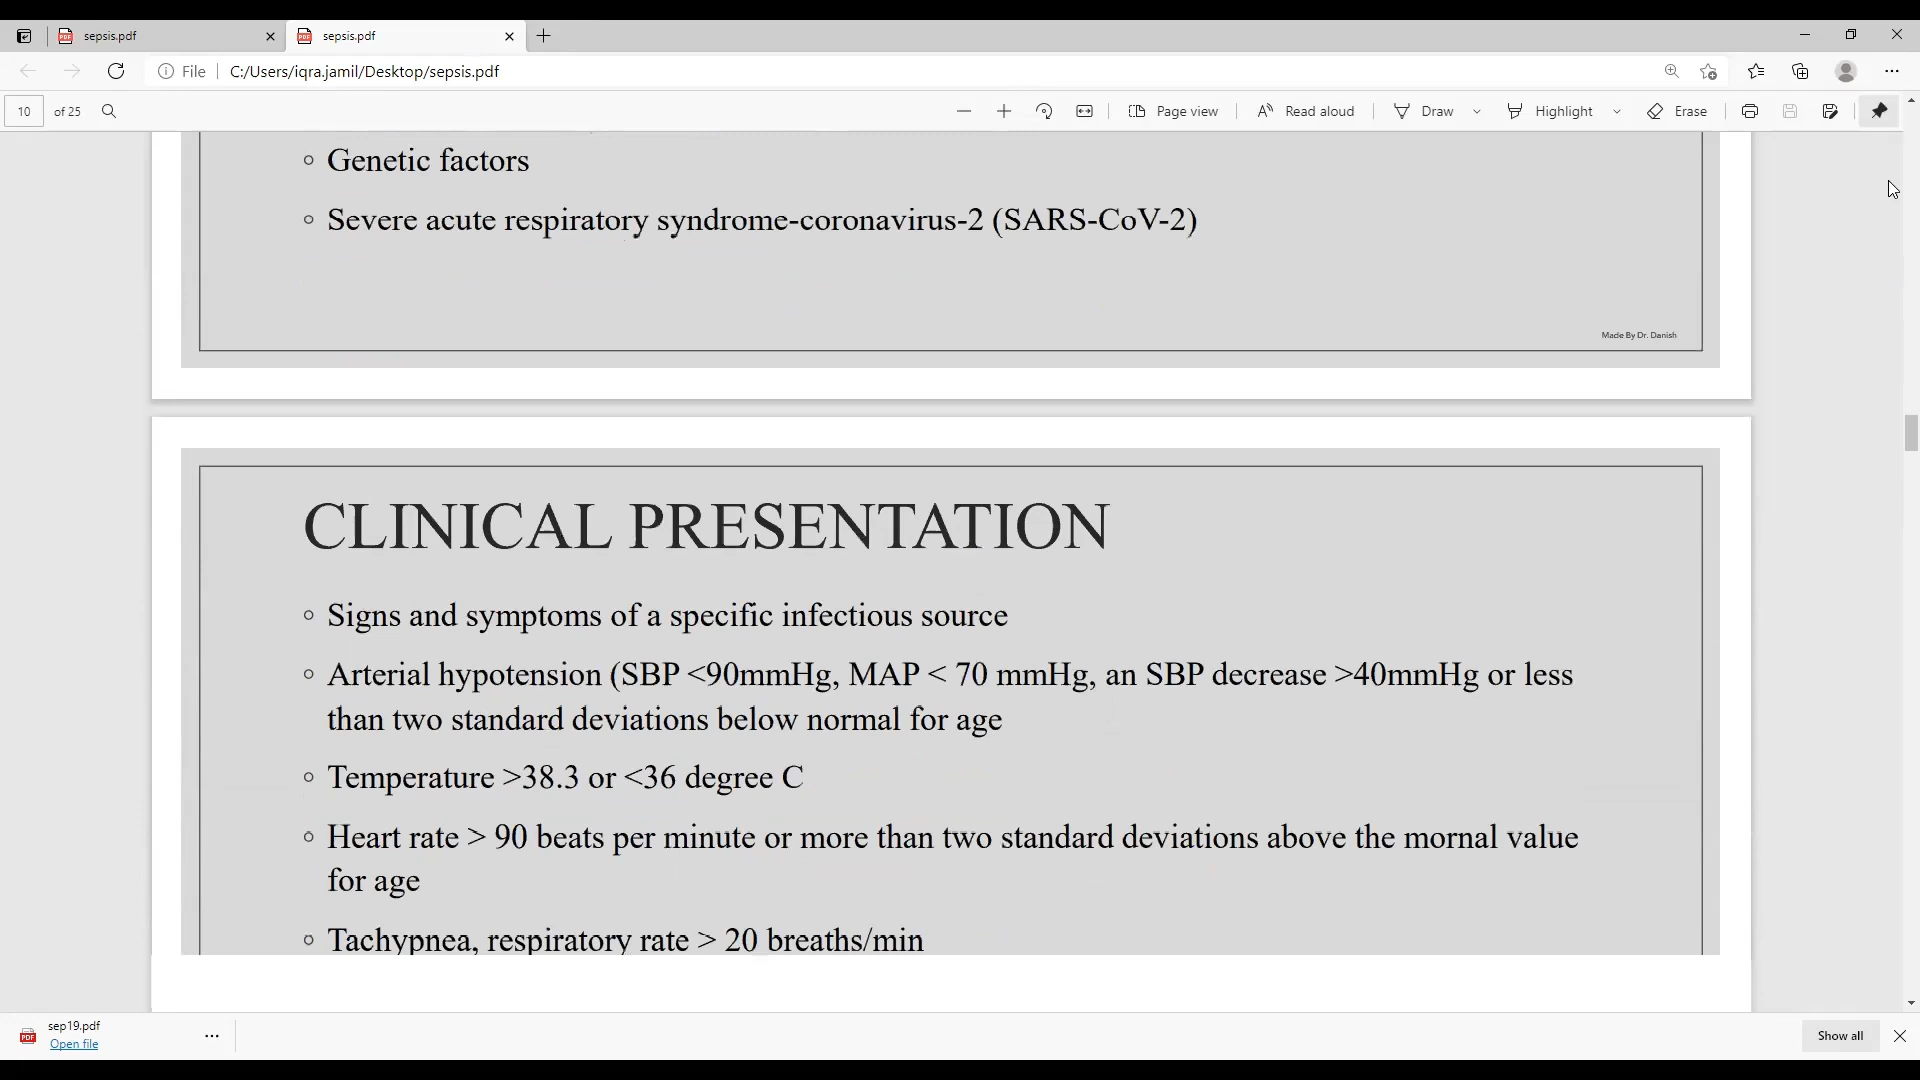 sepsis.pdf
sepsis.pdf
File
C:/Users/iqra.jamil/Desktop/sepsis.pdf
10 of 25
Page view
Read aloud
Draw
Highlight
Erase
Genetic factors
Severe acute respiratory syndrome-coronavirus-2 (SARS-CoV-2)
Made By Dr. Danish
CLINICAL PRESENTATION
Signs and symptoms of a specific infectious source
Arterial hypotension (SBP <90mmHg, MAP < 70 mmHg, an SBP decrease >40mmHg or less
than two standard deviations below normal for age
Temperature >38.3 or <36 degree C
Heart rate > 90 beats per minute or more than two standard deviations above the mornal value
for age
Tachypnea, respiratory rate > 20 breaths/min
sep19.pdf
Open file
Show all